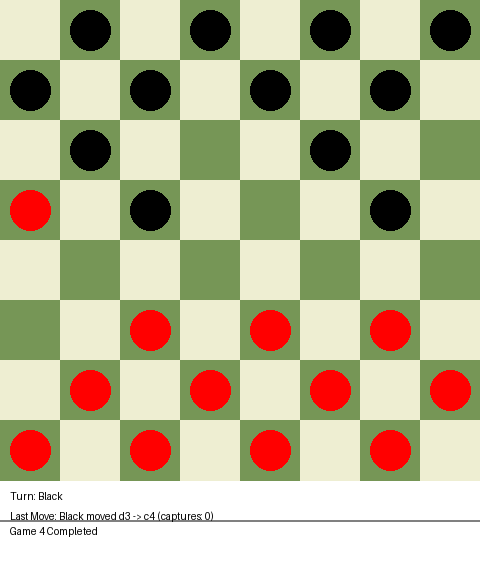 Turn: Black
Last Move: Black moved d3 -> c4 (captures: 0)
Game 4 Completed